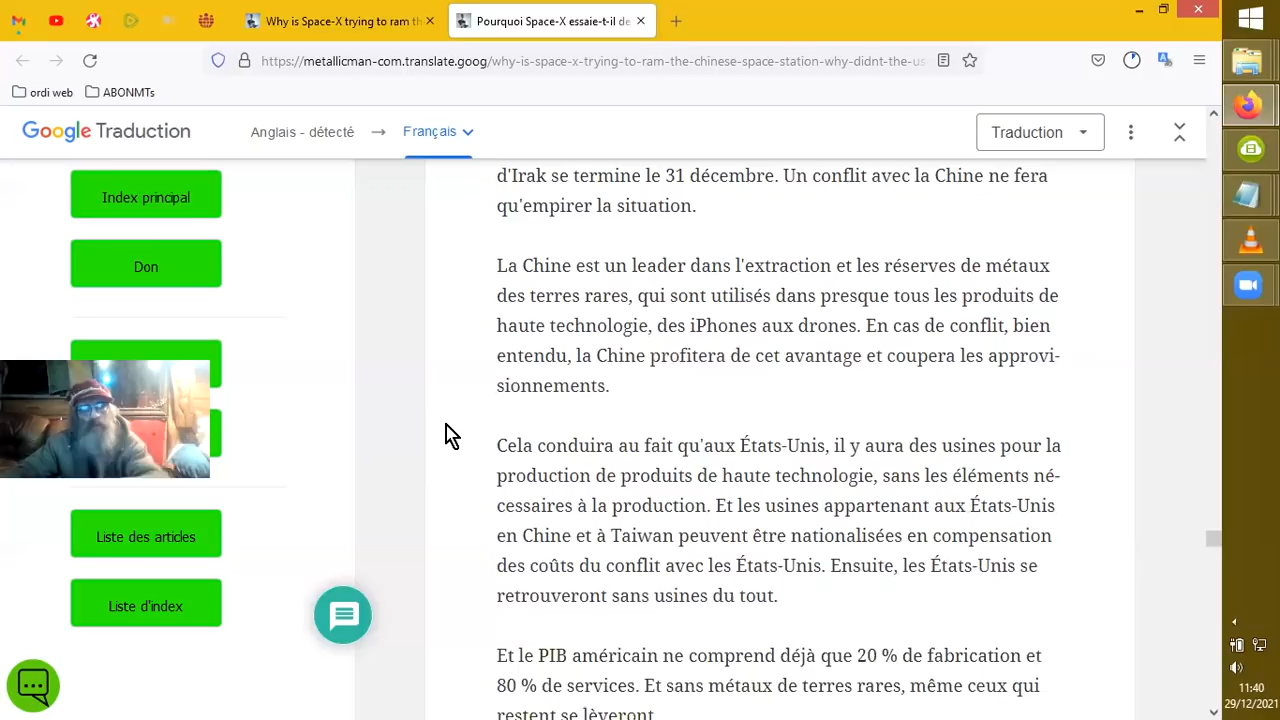 Why is Space-X trying to ram th
Pourquoi Space-X essaie-t-il de
https://metallicman-com.translate.goog/why-is-space-x-trying-to-ram-the-chinese-space-station-why-didnt-the-us
ordi web
ABONMTs
Google Traduction
Anglais - détecté
Français
Traduction
Index principal
Don
Liste des articles
Liste d'index
d'Irak se termine le 31 décembre. Un conflit avec la Chine ne fera
qu'empirer la situation.
La Chine est un leader dans l'extraction et les réserves de métaux
des terres rares, qui sont utilisés dans presque tous les produits de
haute technologie, des iPhones aux drones. En cas de conflit, bien
entendu, la Chine profitera de cet avantage et coupera les approvi-
sionnements.
Cela conduira au fait qu'aux États-Unis, il y aura des usines pour la
production de produits de haute technologie, sans les éléments né-
cessaires à la production. Et les usines appartenant aux États-Unis
en Chine et à Taiwan peuvent être nationalisées en compensation
des coûts du conflit avec les États-Unis. Ensuite, les États-Unis se
retrouveront sans usines du tout.
Et le PIB américain ne comprend déjà que 20 % de fabrication et
80 % de services. Et sans métaux de terres rares, même ceux qui
restent se lèveront.
11:40
29/12/2021